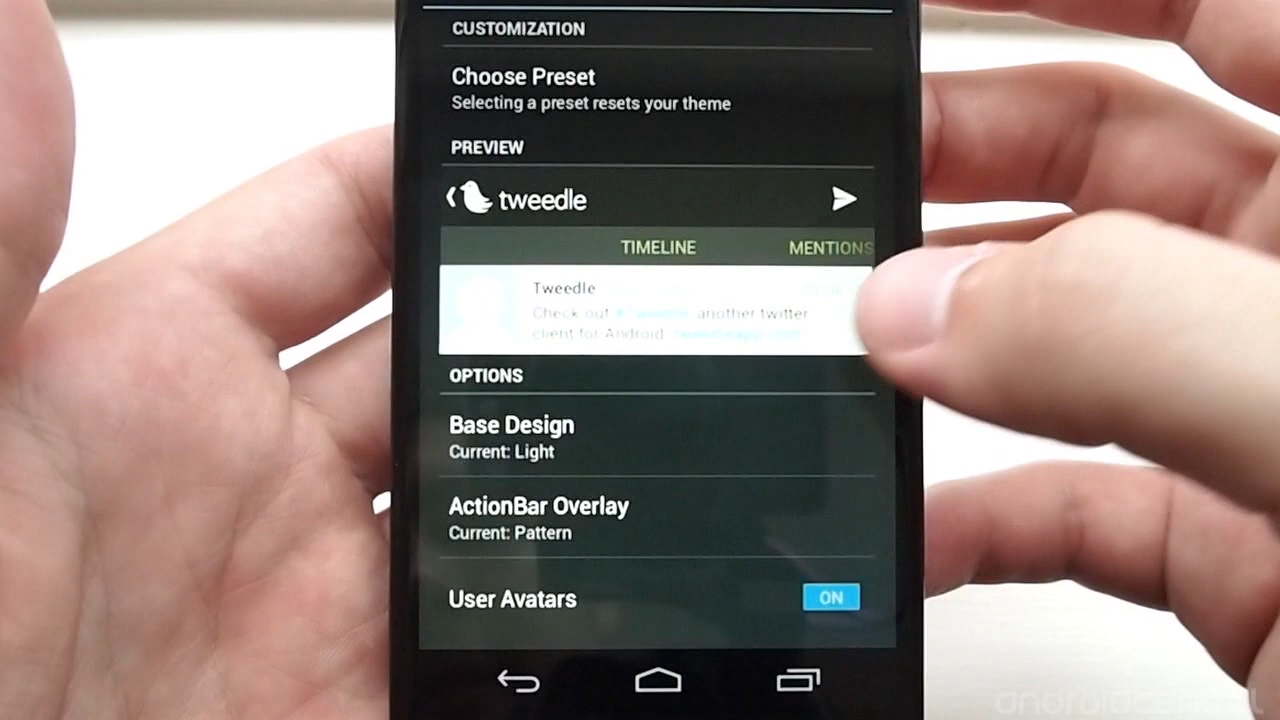 CUSTOMIZATION
Choose Preset
Selecting a preset resets your theme
PREVIEW
tweedle
TIMELINE MENTIONS
Tweedle
Check out #Tweedle, another twitter
client for Android.
OPTIONS
Base Design
Current: Light
ActionBar Overlay
Current: Pattern
User Avatars ON